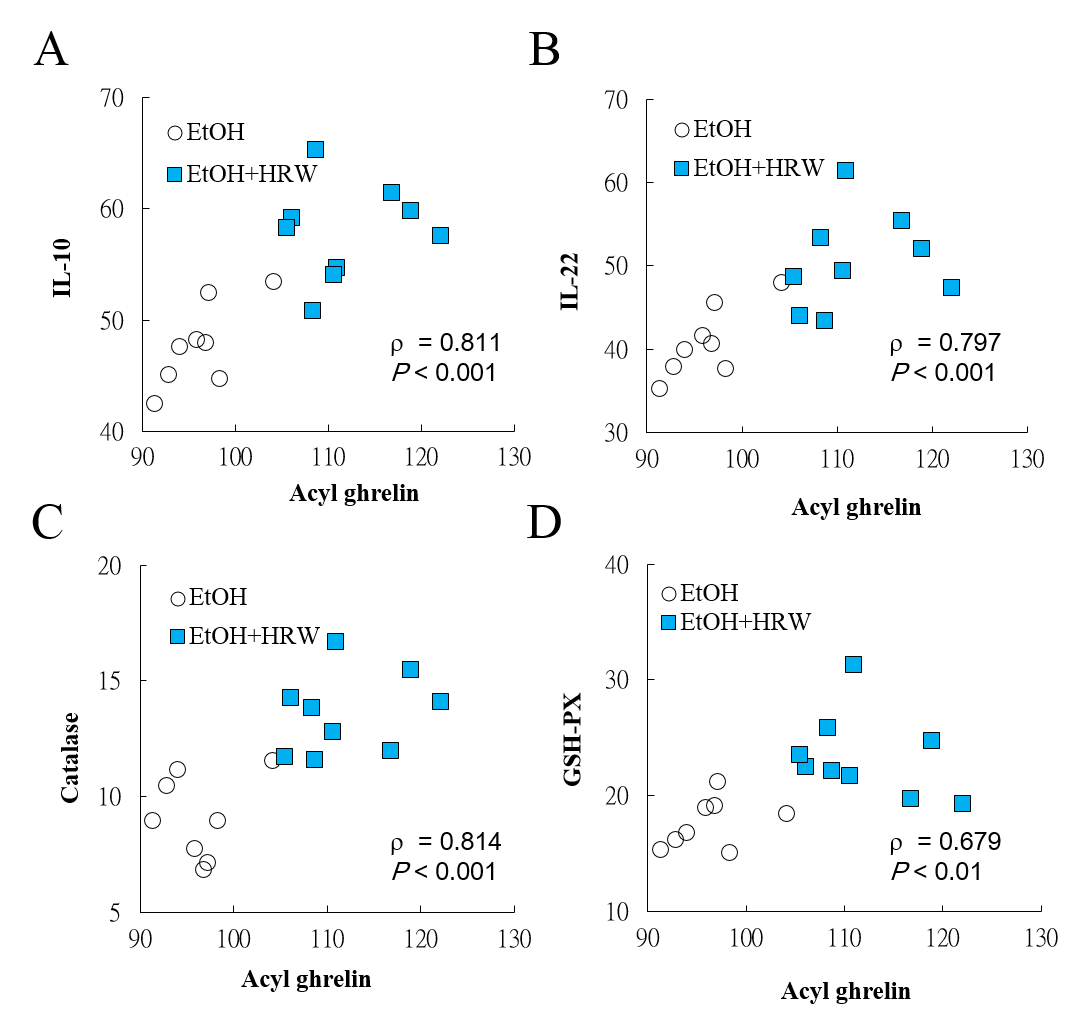 A
70
60
50
40
IL-10
EtOH
EtOH+HRW
ρ = 0.811
P < 0.001
90 100 110 120 130
Acyl ghrelin
B
70
60
50
40
30
IL-22
EtOH
EtOH+HRW
ρ = 0.797
P < 0.001
90 100 110 120 130
Acyl ghrelin
C
20
15
10
5
Catalase
EtOH
EtOH+HRW
ρ = 0.814
P < 0.001
90 100 110 120 130
Acyl ghrelin
D
40
30
20
10
GSH-PX
EtOH
EtOH+HRW
ρ = 0.679
P < 0.01
90 100 110 120 130
Acyl ghrelin